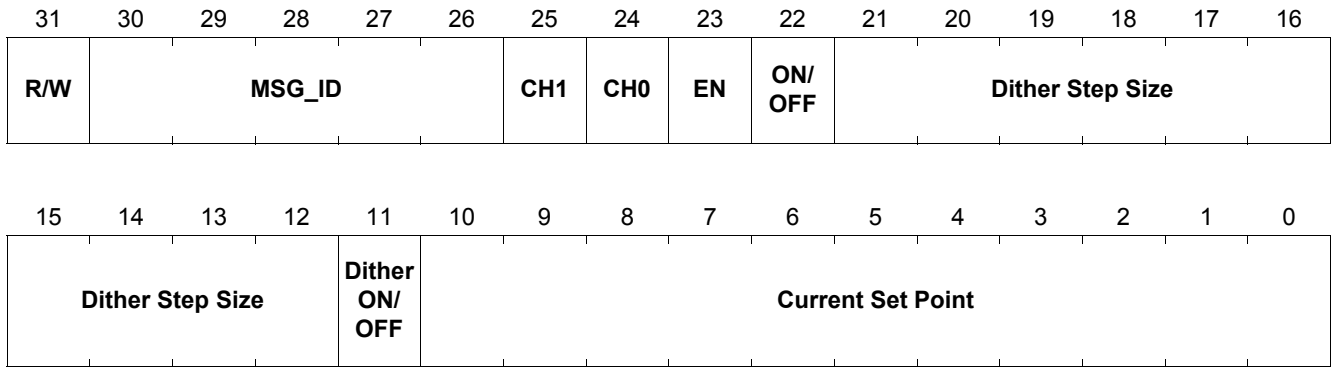 31 30 29 28 27 26 25 24 23 22 21 20 19 18 17 16
R/W MSG_ID CH1 CH0 EN ON/ OFF Dither Step Size
15 14 13 12 11 10 9 8 7 6 5 4 3 2 1 0
Dither Step Size Dither ON/ OFF Current Set Point